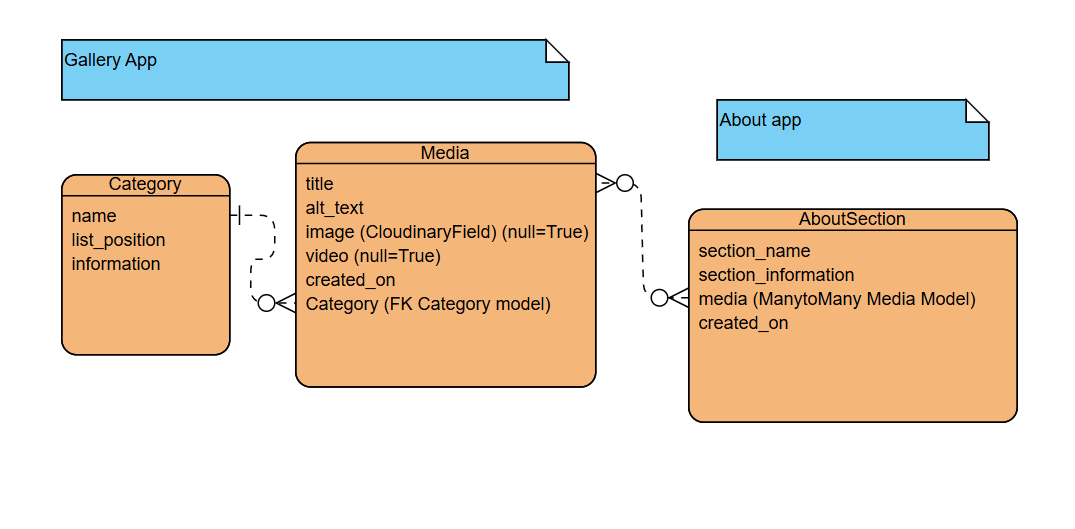 Gallery App
About app
Category
name
list_position
information
Media
title
alt_text
image (CloudinaryField) (null=True)
video (null=True)
created_on
Category (FK Category model)
AboutSection
section_name
section_information
media (ManytoMany Media Model)
created_on